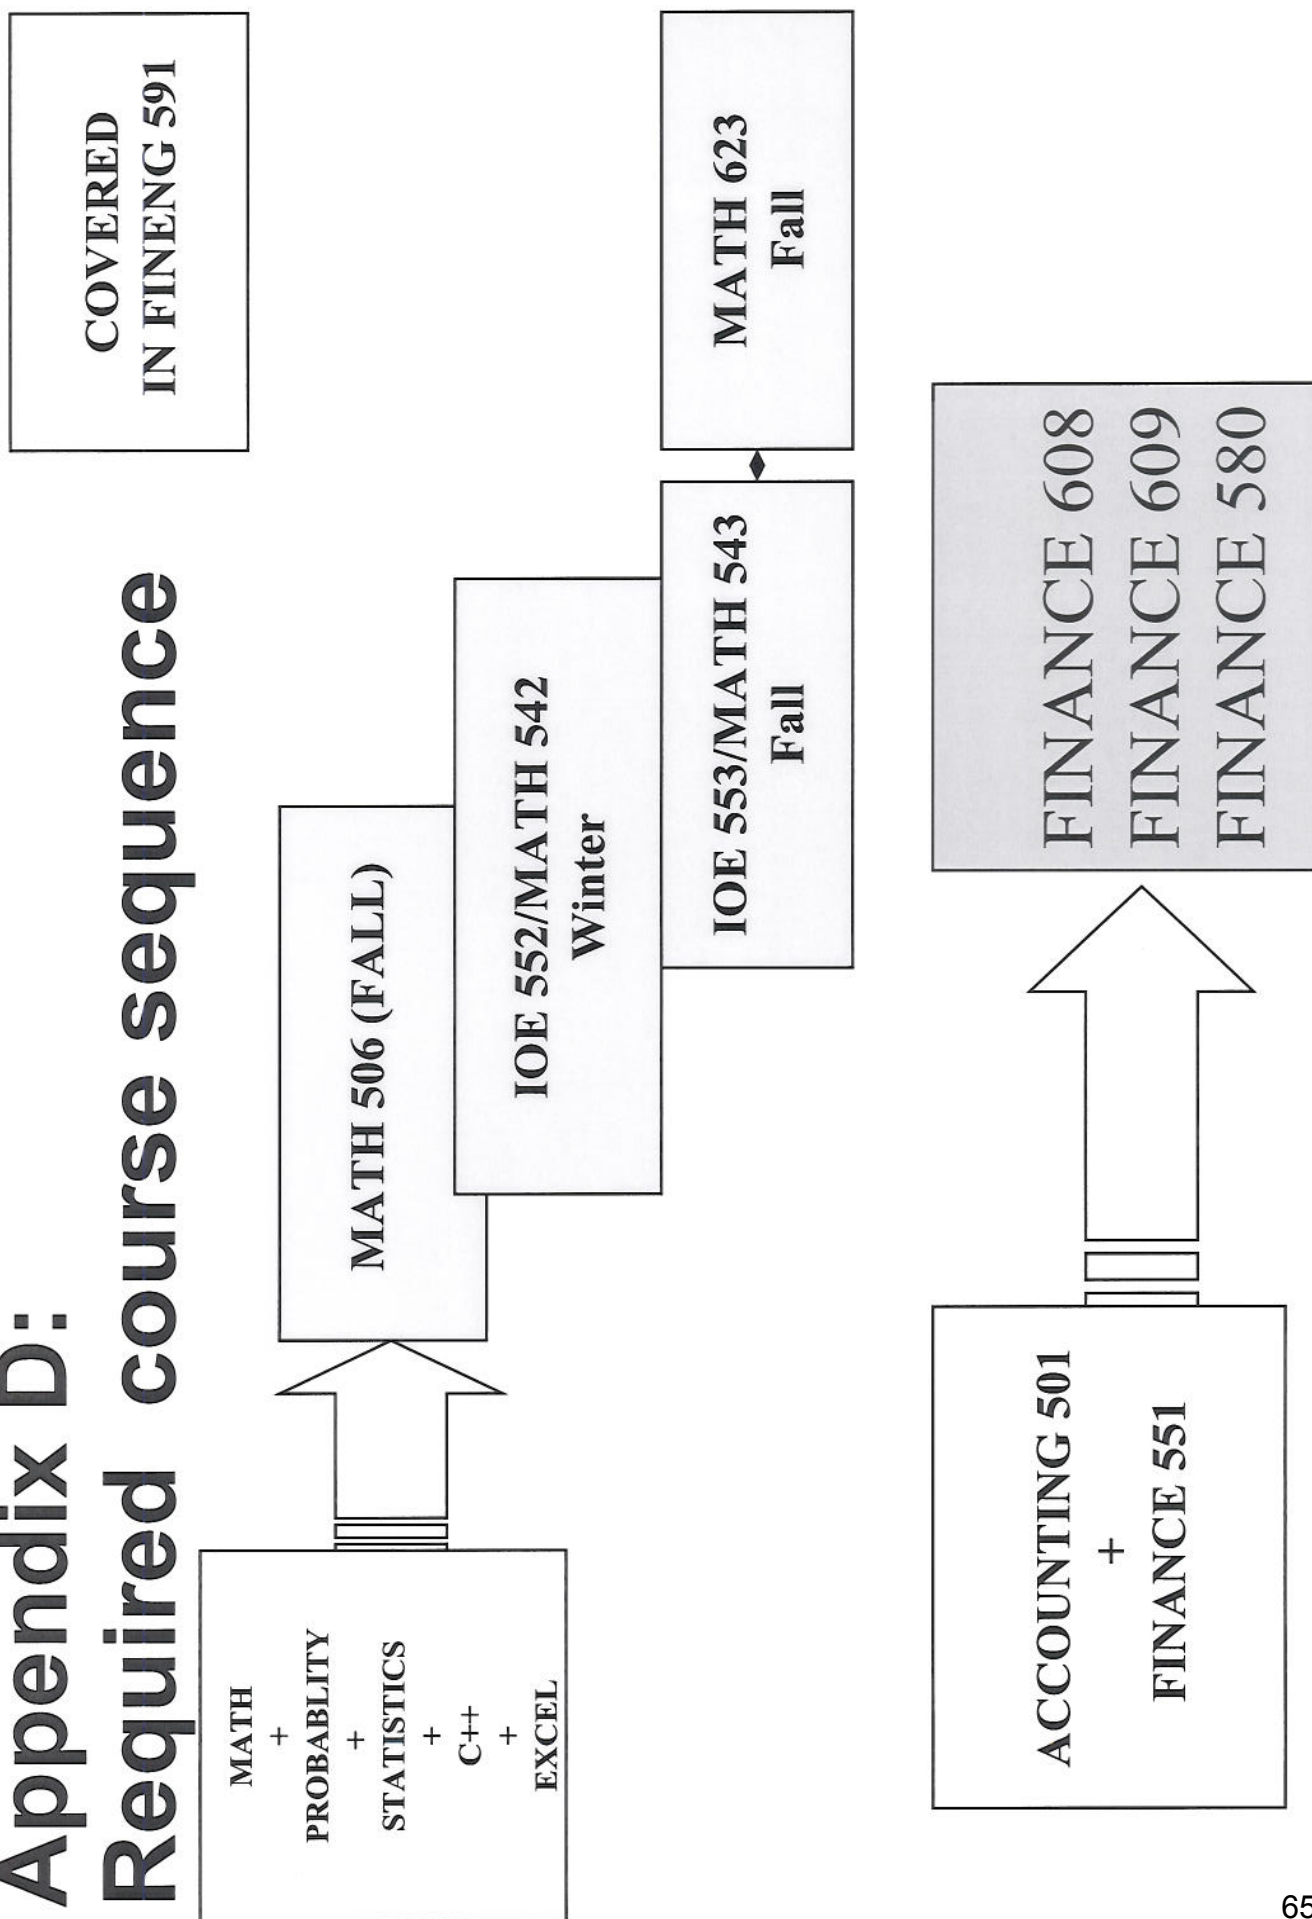 Appendix D:
Required course sequence
COVERED
IN FINENG 591
MATH
+
PROBABLITY
+
STATISTICS
+
C++
+
EXCEL
MATH 506 (FALL)
IOE 552/MATH 542
Winter
IOE 553/MATH 543
Fall
MATH 623
Fall
ACCOUNTING 501
+
FINANCE 551
FINANCE 608
FINANCE 609
FINANCE 580
65